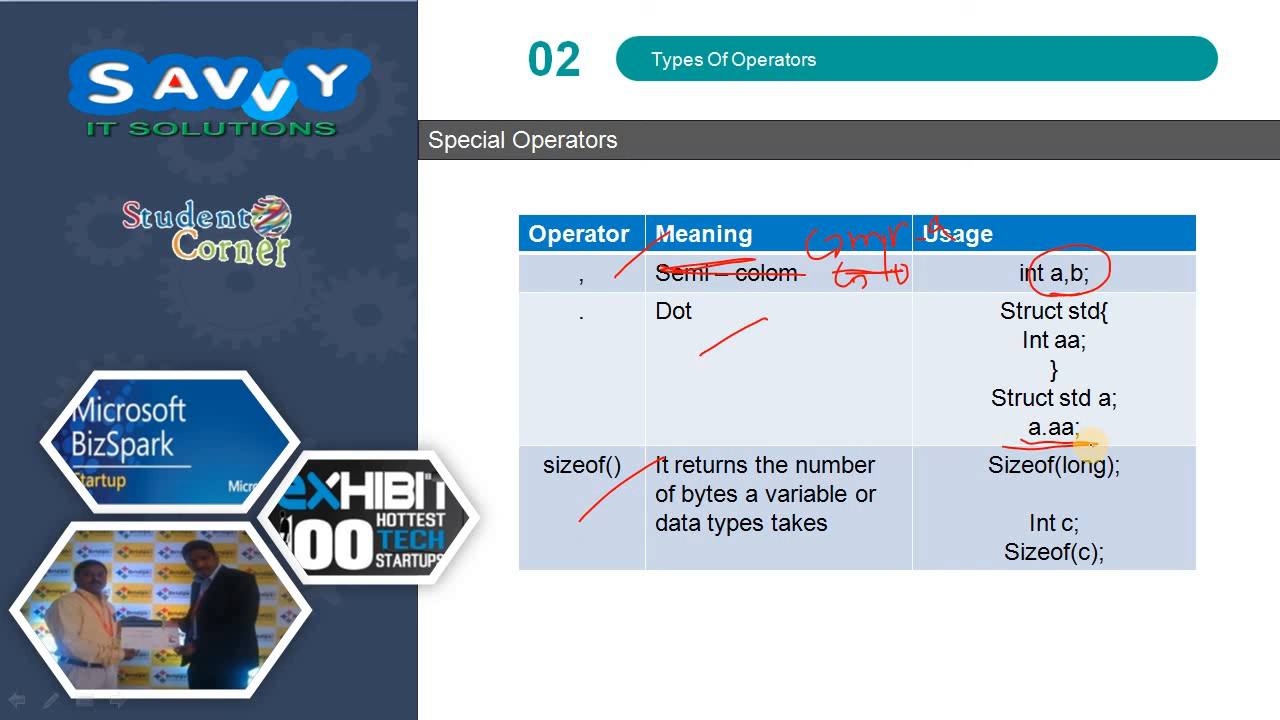 SAVVY
IT SOLUTIONS
Student
Corner
Microsoft
BizSpark
Startup
Micros
eXHIBIT
100
HOTTEST
TECH
STARTUPS
02
Types Of Operators
Special Operators
Operator Meaning Usage
, Semi – colom int a,b;
. Dot Struct std{
Int aa;
}
Struct std a;
a.aa;
sizeof() It returns the number Sizeof(long);
of bytes a variable or
data types takes Int c;
Sizeof(c);